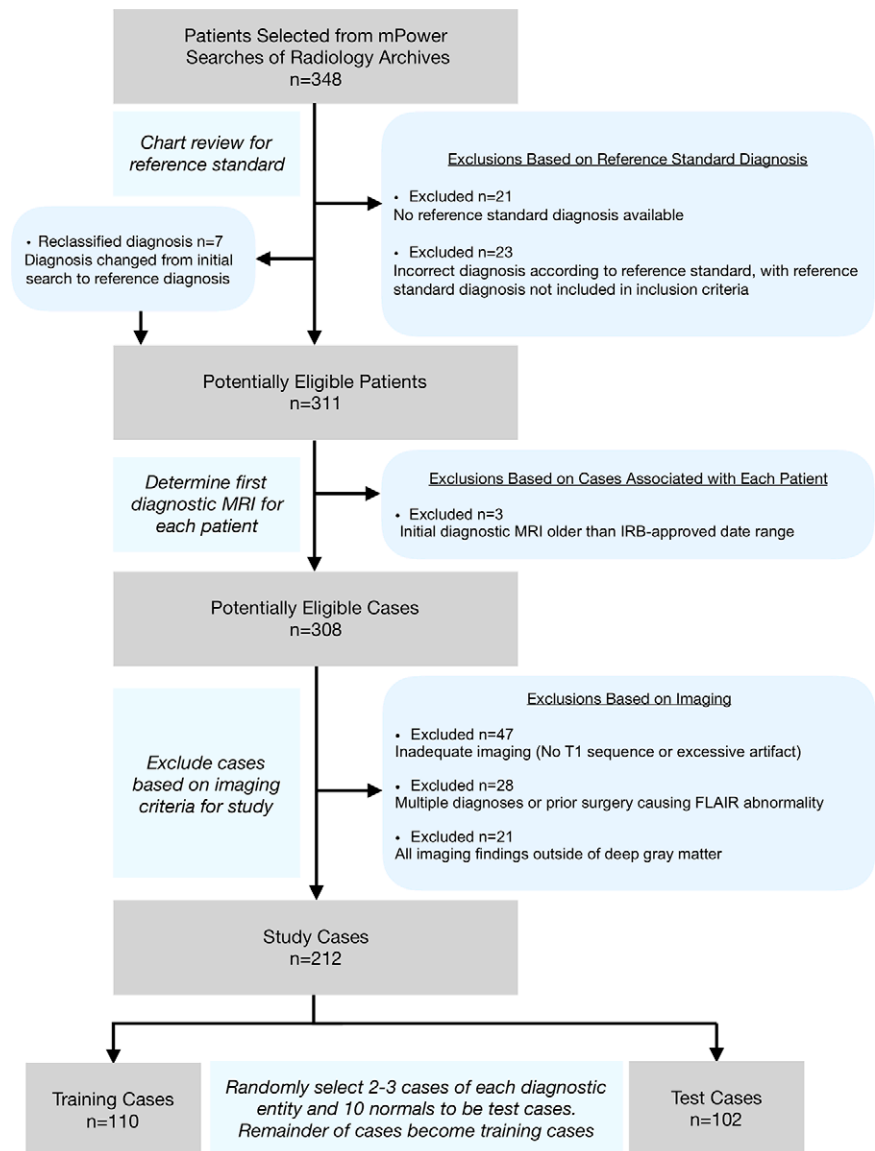 Patients Selected from mPower
Searches of Radiology Archives
n=348
Chart review for
reference standard
Exclusions Based on Reference Standard Diagnosis
• Excluded n=21
No reference standard diagnosis available
• Excluded n=23
Incorrect diagnosis according to reference standard, with reference
standard diagnosis not included in inclusion criteria
• Reclassified diagnosis n=7
Diagnosis changed from initial
search to reference diagnosis
Potentially Eligible Patients
n=311
Determine first
diagnostic MRI for
each patient
Exclusions Based on Cases Associated with Each Patient
• Excluded n=3
Initial diagnostic MRI older than IRB-approved date range
Potentially Eligible Cases
n=308
Exclude cases
based on imaging
criteria for study
Exclusions Based on Imaging
• Excluded n=47
Inadequate imaging (No T1 sequence or excessive artifact)
• Excluded n=28
Multiple diagnoses or prior surgery causing FLAIR abnormality
• Excluded n=21
All imaging findings outside of deep gray matter
Study Cases
n=212
Training Cases
n=110
Randomly select 2-3 cases of each diagnostic
entity and 10 normals to be test cases.
Remainder of cases become training cases
Test Cases
n=102